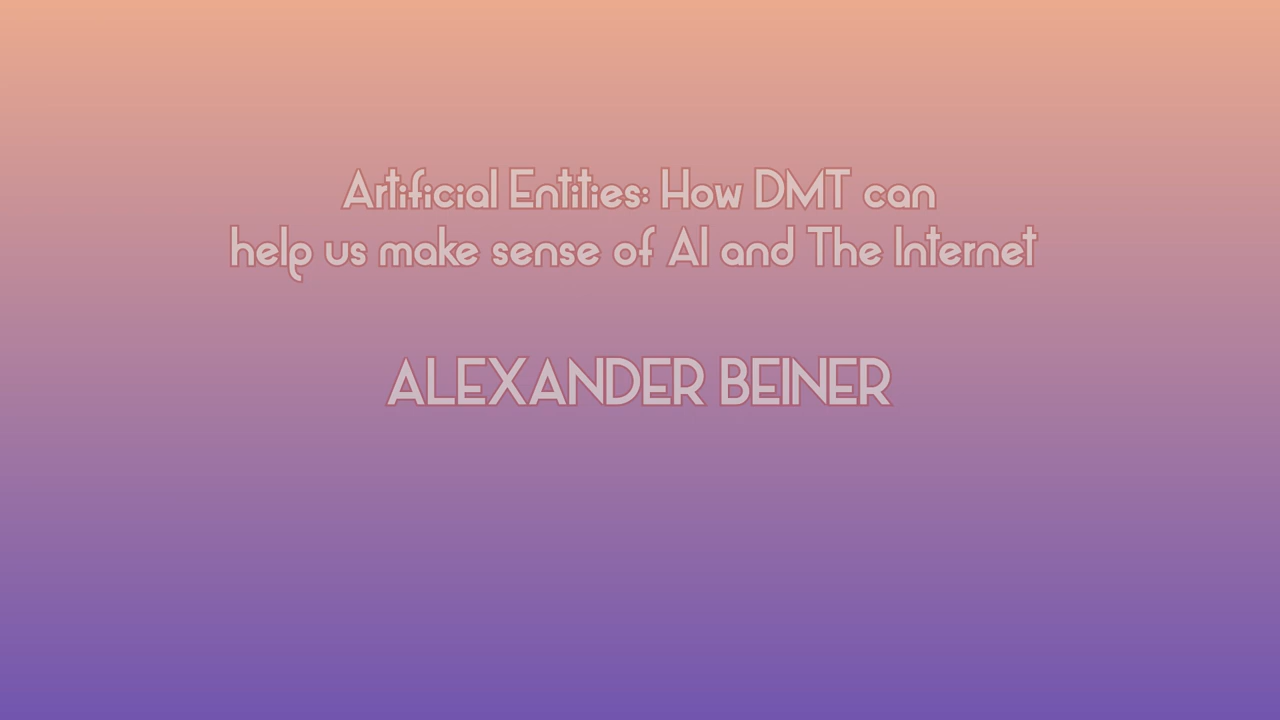 Artificial Entities: How DMT can
help us make sense of AI and The Internet
ALEXANDER BEINER